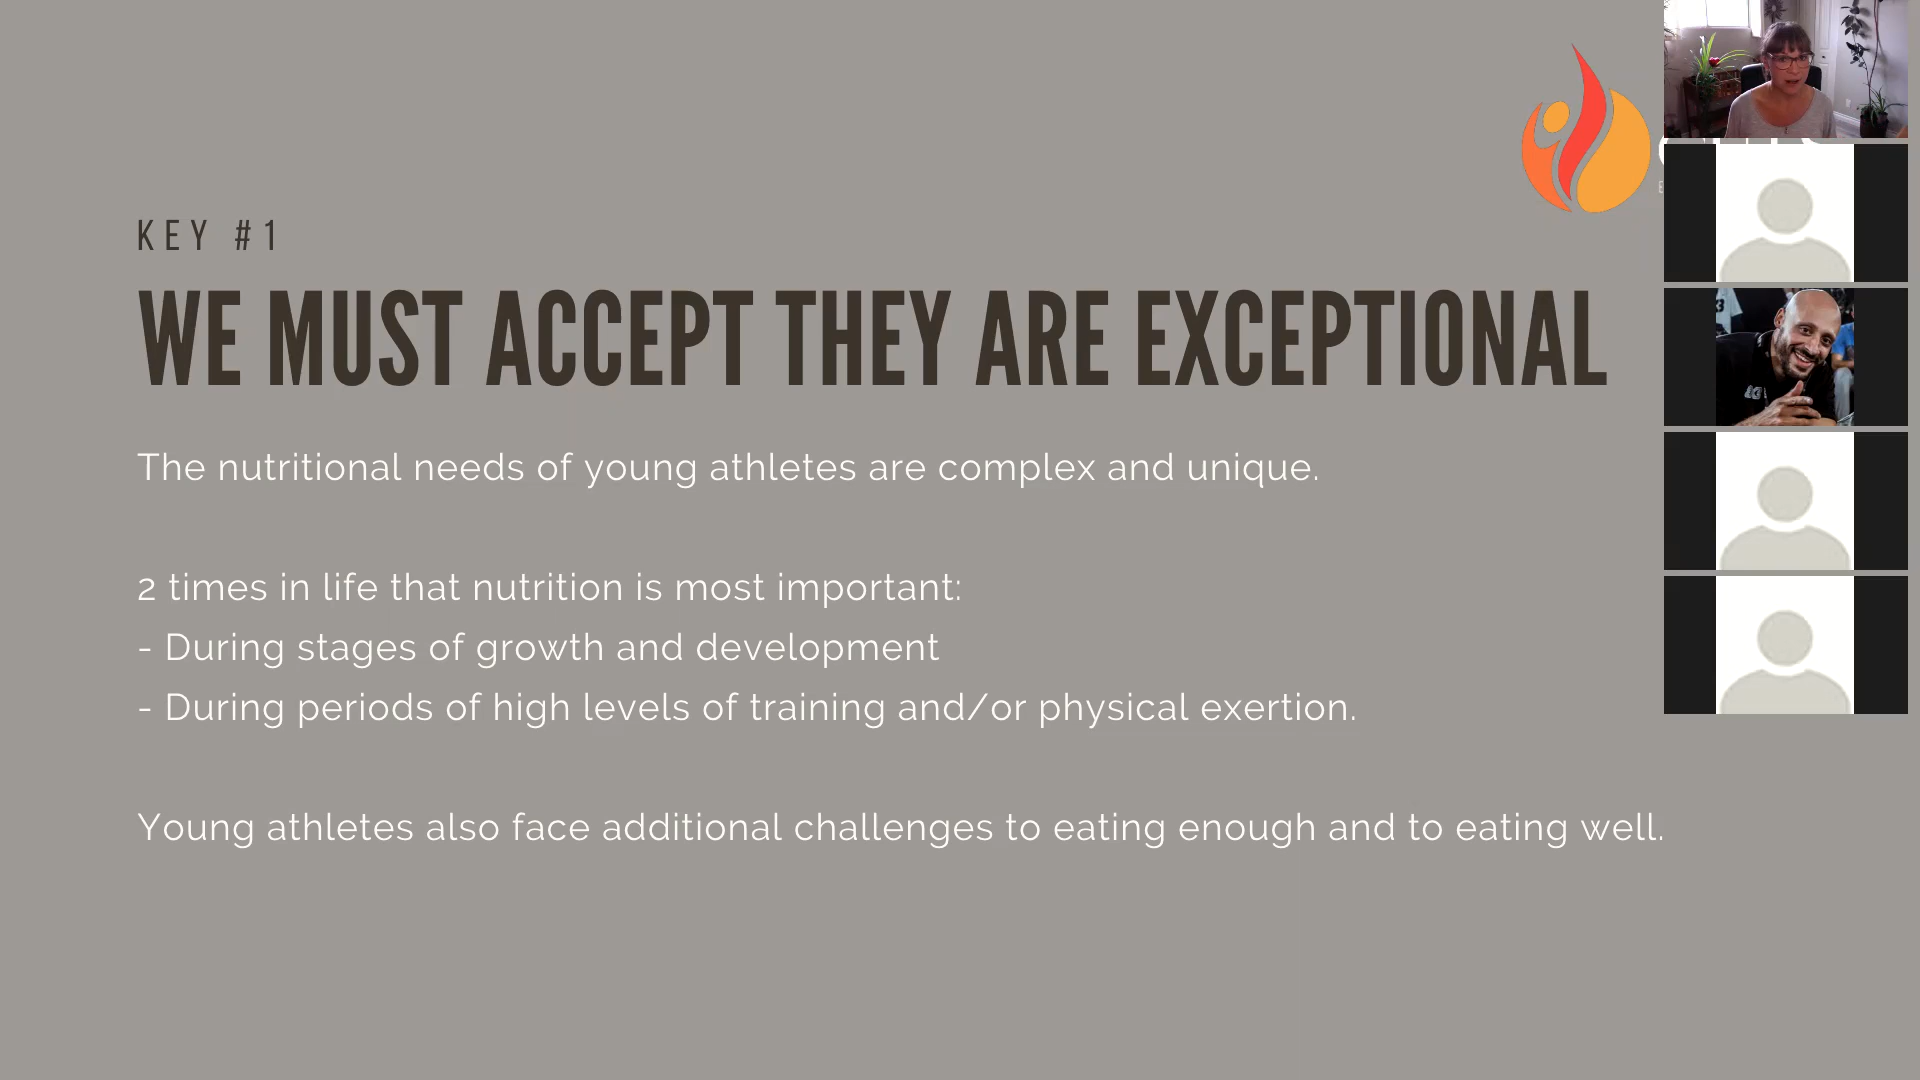 KEY #1
WE MUST ACCEPT THEY ARE EXCEPTIONAL
The nutritional needs of young athletes are complex and unique.
2 times in life that nutrition is most important:
- During stages of growth and development
- During periods of high levels of training and/or physical exertion.
Young athletes also face additional challenges to eating enough and to eating well.